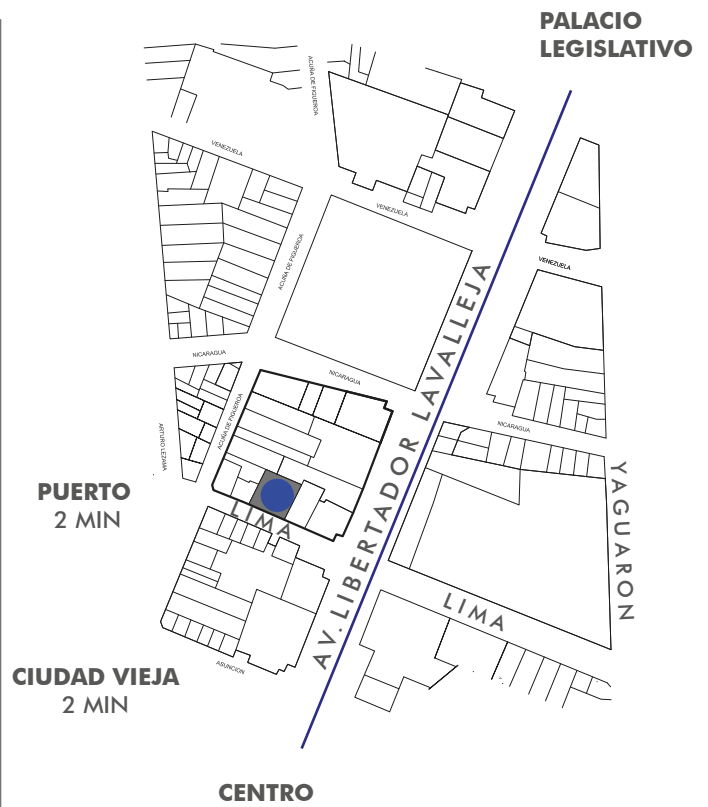 PALACIO
LEGISLATIVO
ACUÑA DE FIGUEROA
VENEZUELA
VENEZUELA
ACUÑA DE FIGUEROA
VENEZUELA
NICARAGUA
NICARAGUA
ACUÑA DE FIGUEROA
ARTURO LEZAMA
NICARAGUA
AV. LIBERTADOR LAVALLEJA
YAGUARON
PUERTO
2 MIN
LIMA
LIMA
ASUNCION
CIUDAD VIEJA
2 MIN
CENTRO